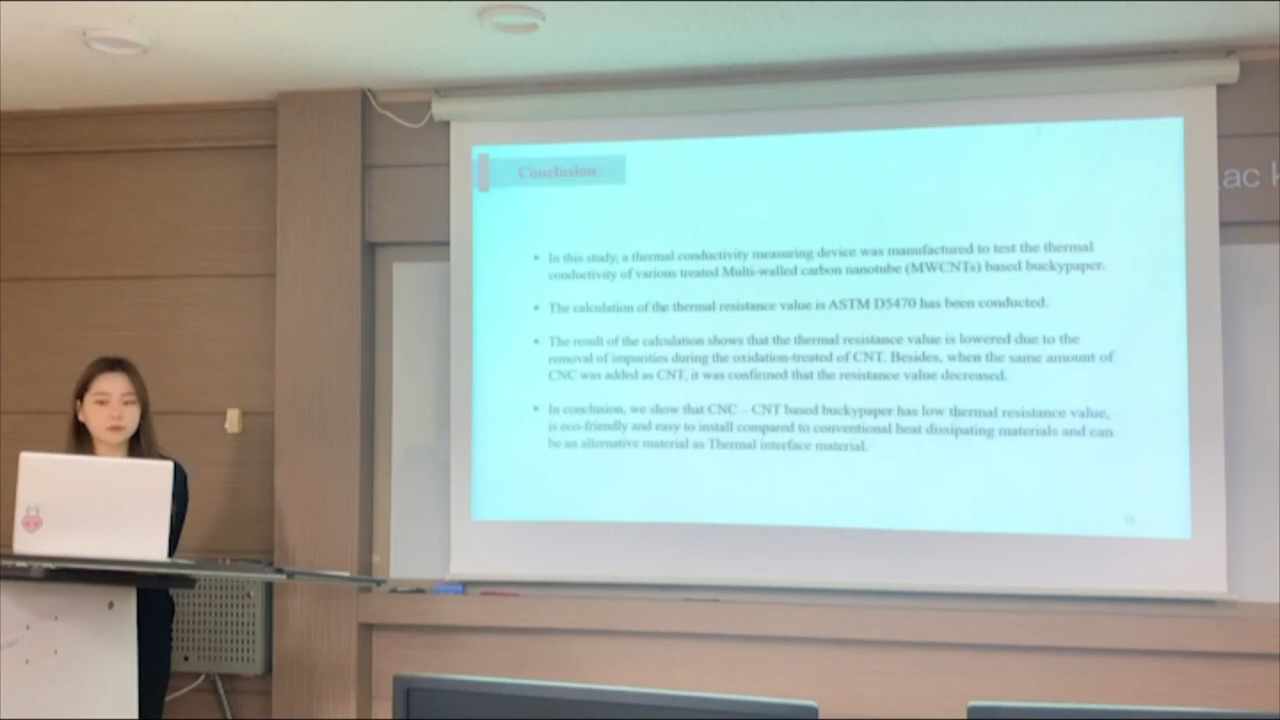 Conclusion
• In this study, a thermal conductivity measuring device was manufactured to test the thermal
conductivity of various treated Multi-walled carbon nanotube (MWCNTs) based buckypaper.
• The calculation of the thermal resistance value is ASTM D5470 has been conducted.
• The result of the calculation shows that the thermal resistance value is lowered due to the
removal of impurities during the oxidation-treated of CNT. Besides, when the same amount of
CNC was added as CNT, it was confirmed that the resistance value decreased.
• In conclusion, we show that CNC – CNT based buckypaper has low thermal resistance value,
is eco-friendly and easy to install compared to conventional heat dissipating materials and can
be an alternative material as Thermal interface material.
.ac k